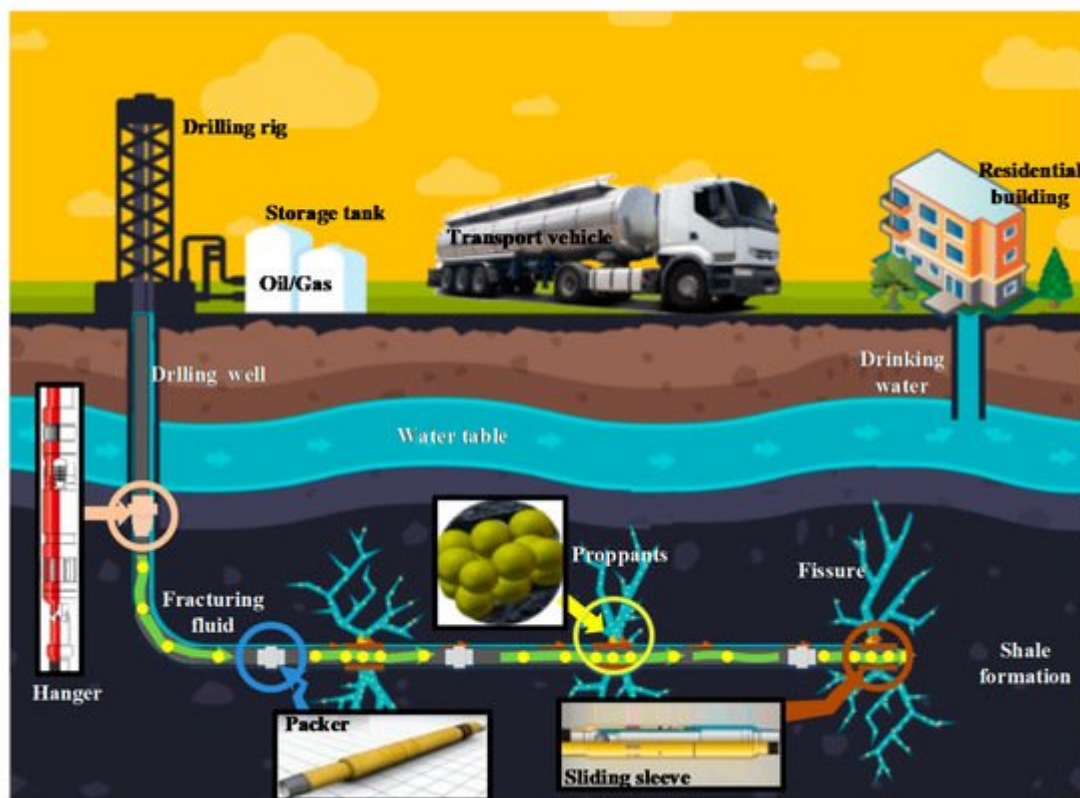 Drilling rig
Storage tank
Oil/Gas
Transport vehicle
Residential
building
Drlling well
Drinking
water
Water table
Proppants
Fissure
Fracturing
fluid
Hanger
Shale
formation
Packer
Sliding sleeve